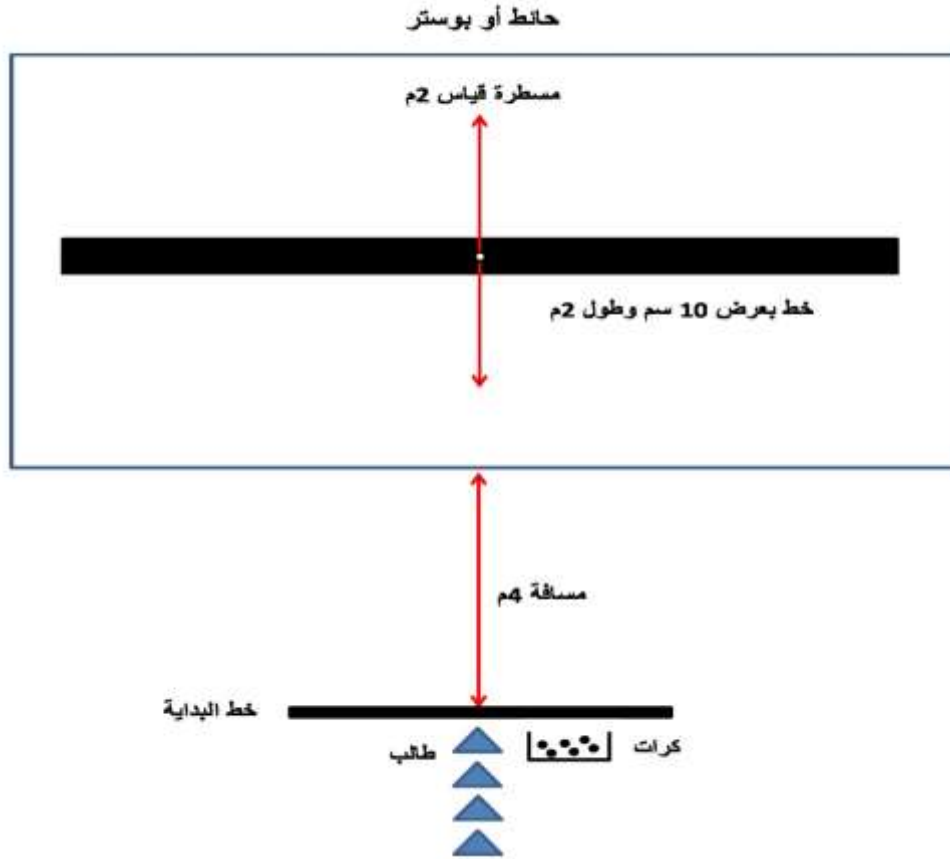 حائط أو بوستر
مسطرة قياس 2م
خط بعرض 10 سم وطول 2م
مسافة 4م
خط البداية
طالب
كرات